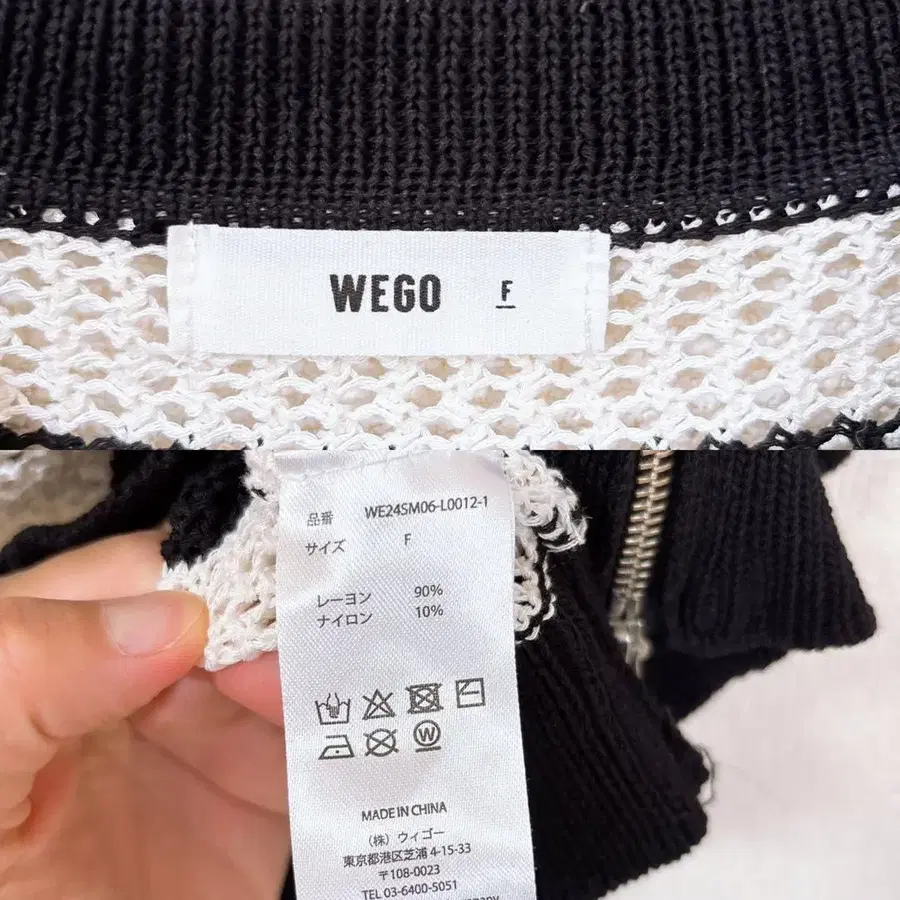 WEGO F
品番 WE24SM06-L0012-1
サイズ F
レーヨン 90%
ナイロン 10%
W
MADE IN CHINA
(株) ウィゴー
東京都港区芝浦 4-15-33
〒108-0023
TEL 03-6400-5051